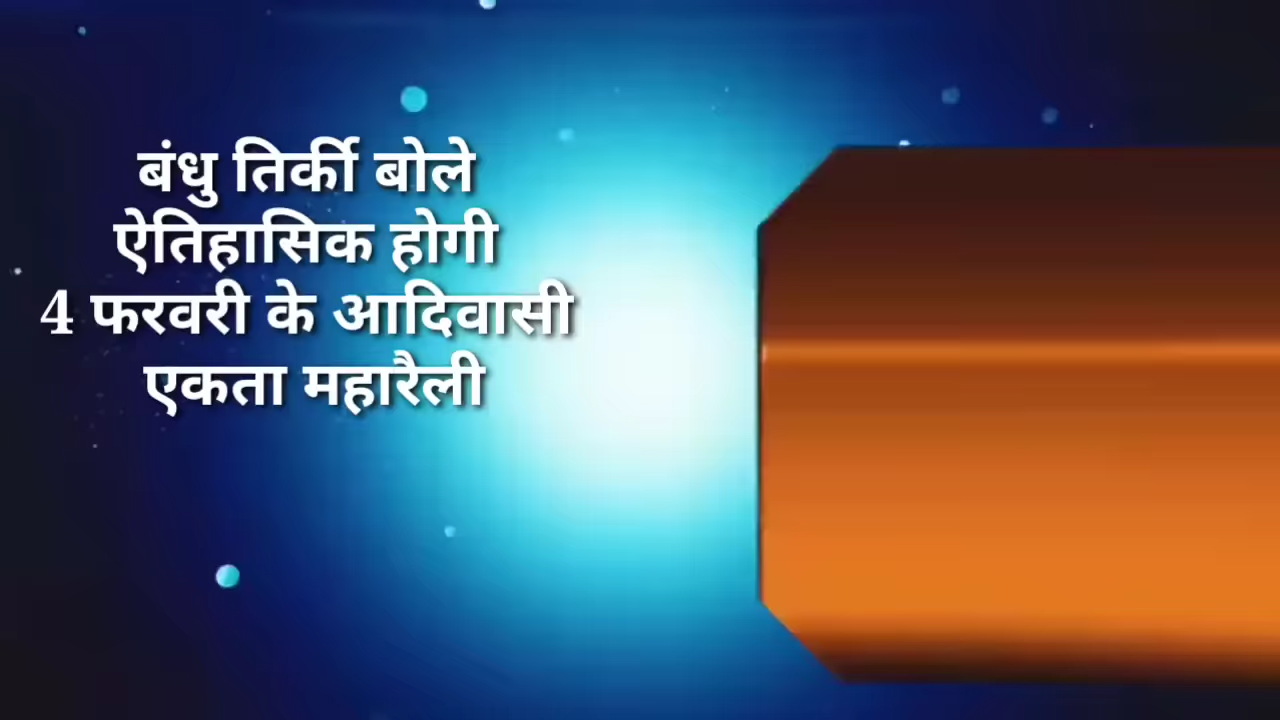 बंधु तिर्की बोले
ऐतिहासिक होगी
4 फरवरी के आदिवासी
एकता महारैली